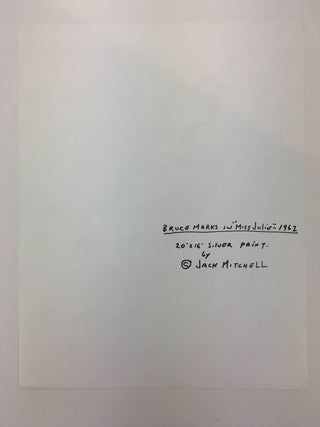 BRUCE MARKS IN "MISS JULIE" - 1962
20"X16" SILVER PRINT.
by
© JACK MITCHELL